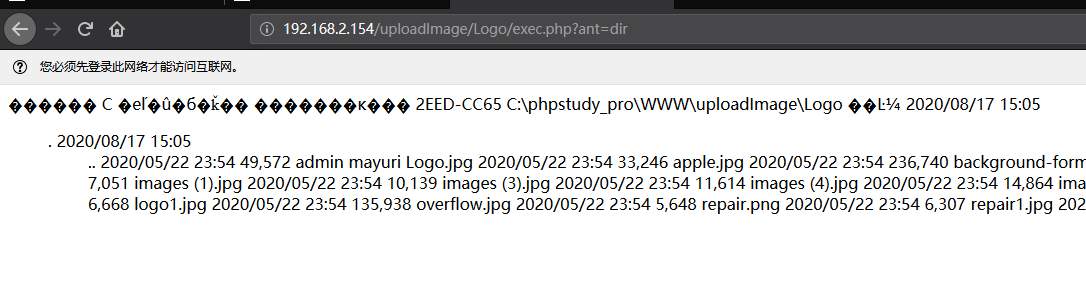 192.168.2.154/uploadImage/Logo/exec.php?ant=dir
您必须先登录此网络才能访问互联网。
C 2EED-CC65 C:\phpstudy_pro\WWW\uploadImage\Logo 2020/08/17 15:05
. 2020/08/17 15:05
.. 2020/05/22 23:54 49,572 admin mayuri Logo.jpg 2020/05/22 23:54 33,246 apple.jpg 2020/05/22 23:54 236,740 background-form
7,051 images (1).jpg 2020/05/22 23:54 10,139 images (3).jpg 2020/05/22 23:54 11,614 images (4).jpg 2020/05/22 23:54 14,864 ima
6,668 logo1.jpg 2020/05/22 23:54 135,938 overflow.jpg 2020/05/22 23:54 5,648 repair.png 2020/05/22 23:54 6,307 repair1.jpg 202